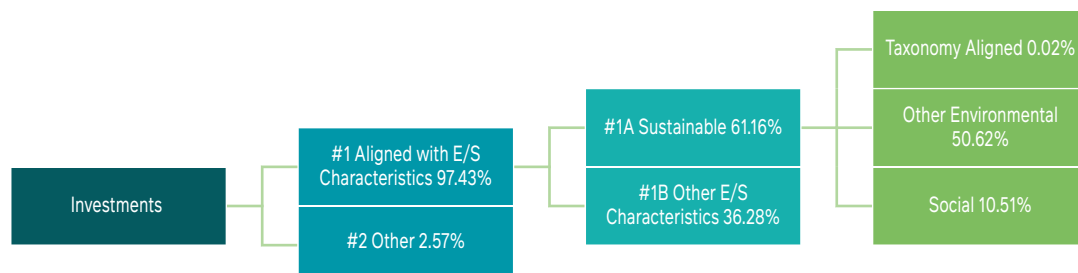 Investments
#1 Aligned with E/S
Characteristics 97.43%
#2 Other 2.57%
#1A Sustainable 61.16%
#1B Other E/S
Characteristics 36.28%
Taxonomy Aligned 0.02%
Other Environmental
50.62%
Social 10.51%